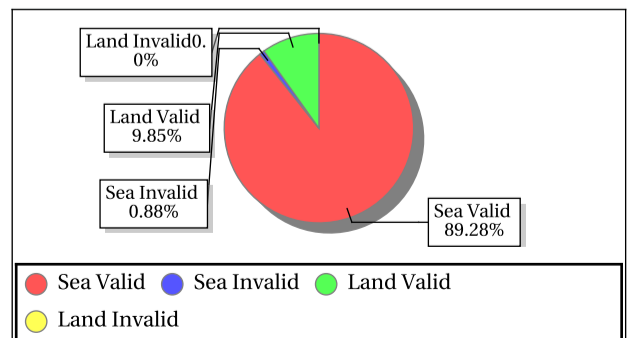 Land Invalid0.
0%
Land Valid
9.85%
Sea Invalid
0.88%
Sea Valid
89.28%
Sea Valid Sea Invalid Land Valid
Land Invalid